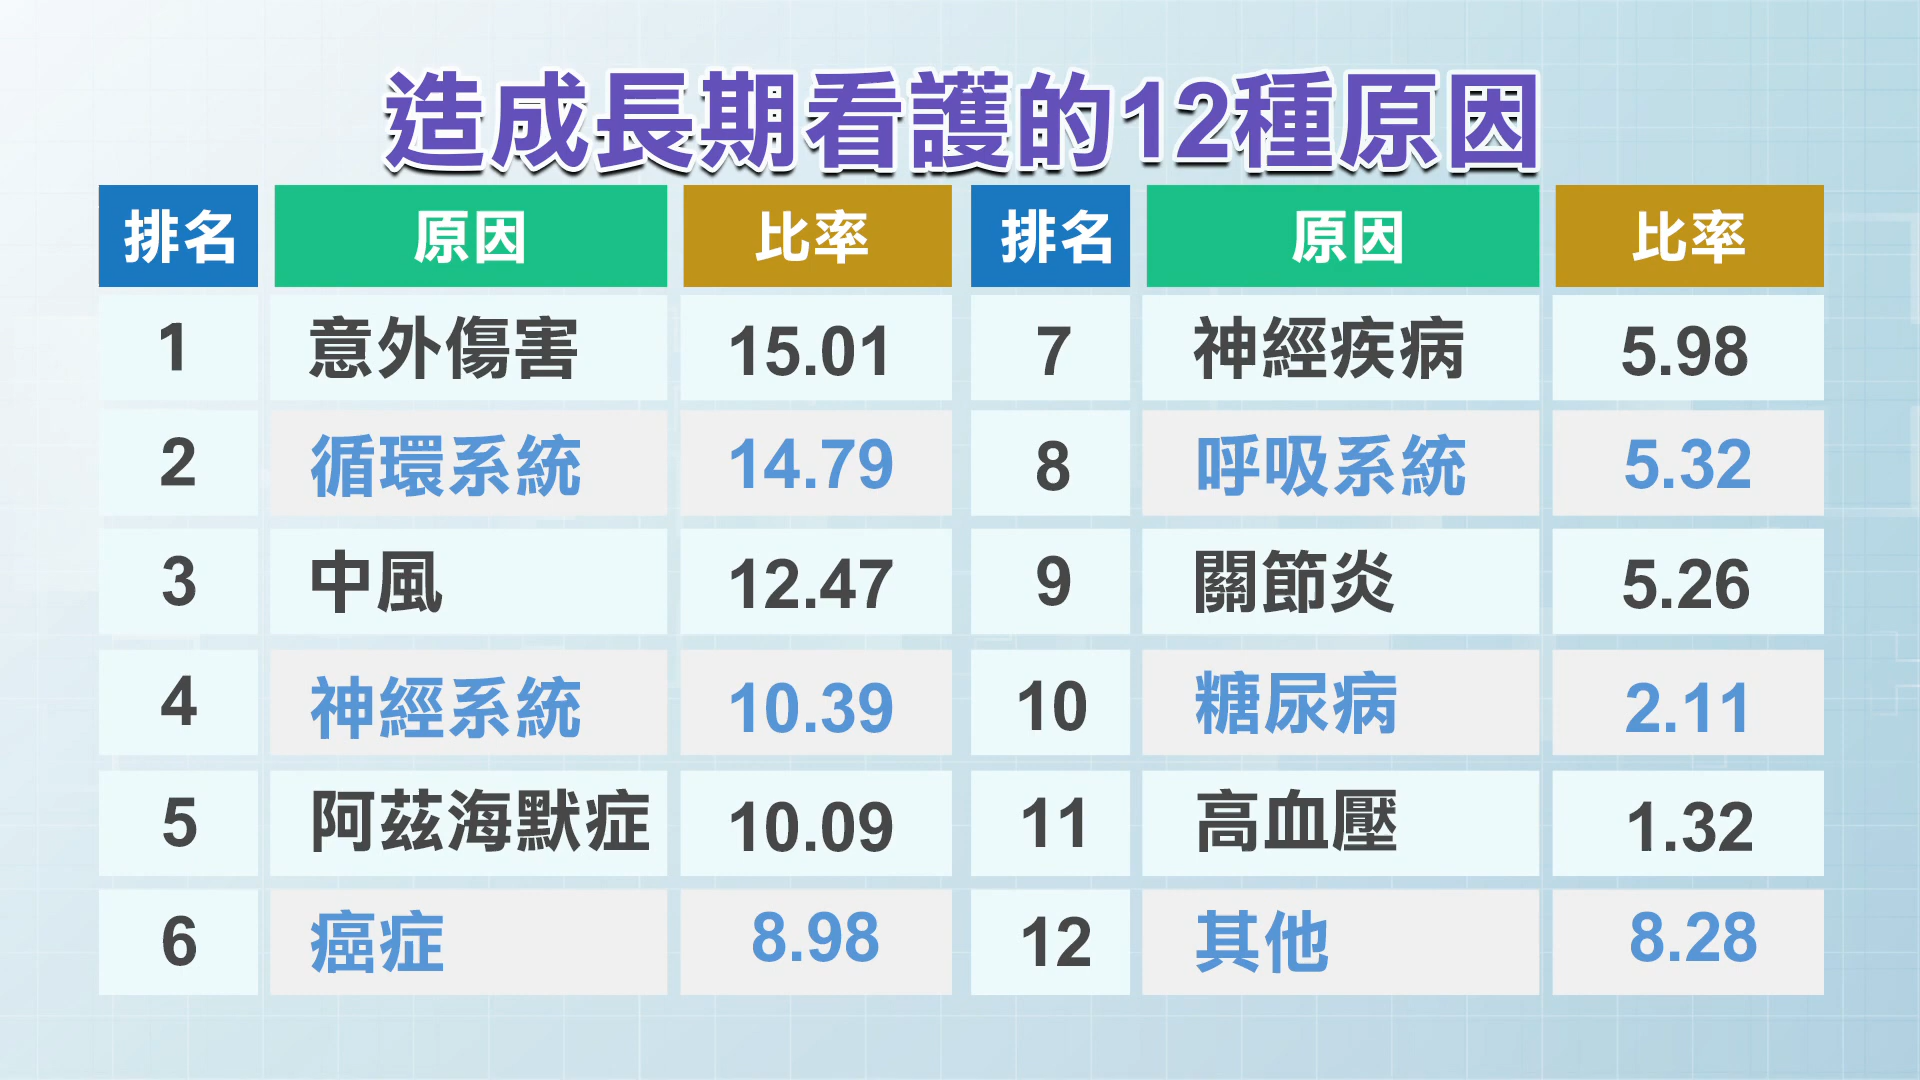 造成長期看護的12種原因
排名 原因 比率 排名 原因 比率
1 意外傷害 15.01 7 神經疾病 5.98
2 循環系統 14.79 8 呼吸系統 5.32
3 中風 12.47 9 關節炎 5.26
4 神經系統 10.39 10 糖尿病 2.11
5 阿茲海默症 10.09 11 高血壓 1.32
6 癌症 8.98 12 其他 8.28